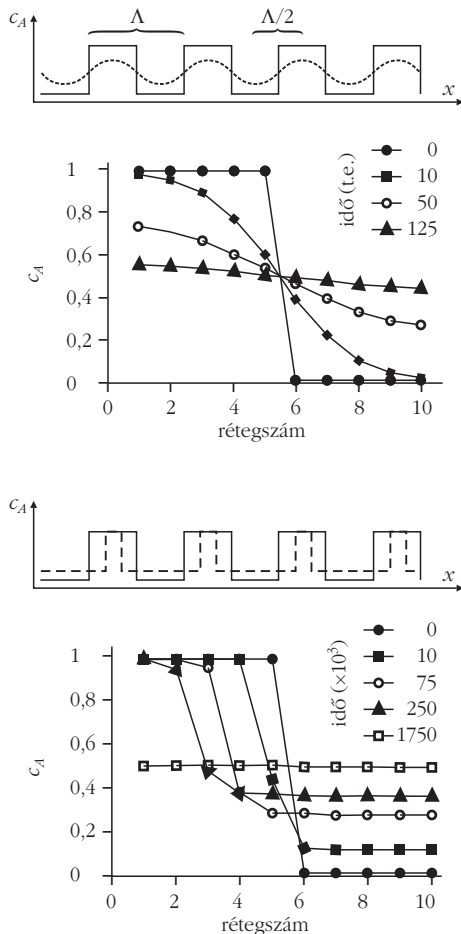 c_A
Λ
Λ/2
x
idő (t.e.)
0
10
50
125
c_A
1
0,8
0,6
0,4
0,2
0
0 2 4 6 8 10
rétegszám
c_A
x
idő (×10³)
0
10
75
250
1750
c_A
1
0,8
0,6
0,4
0,2
0
0 2 4 6 8 10
rétegszám